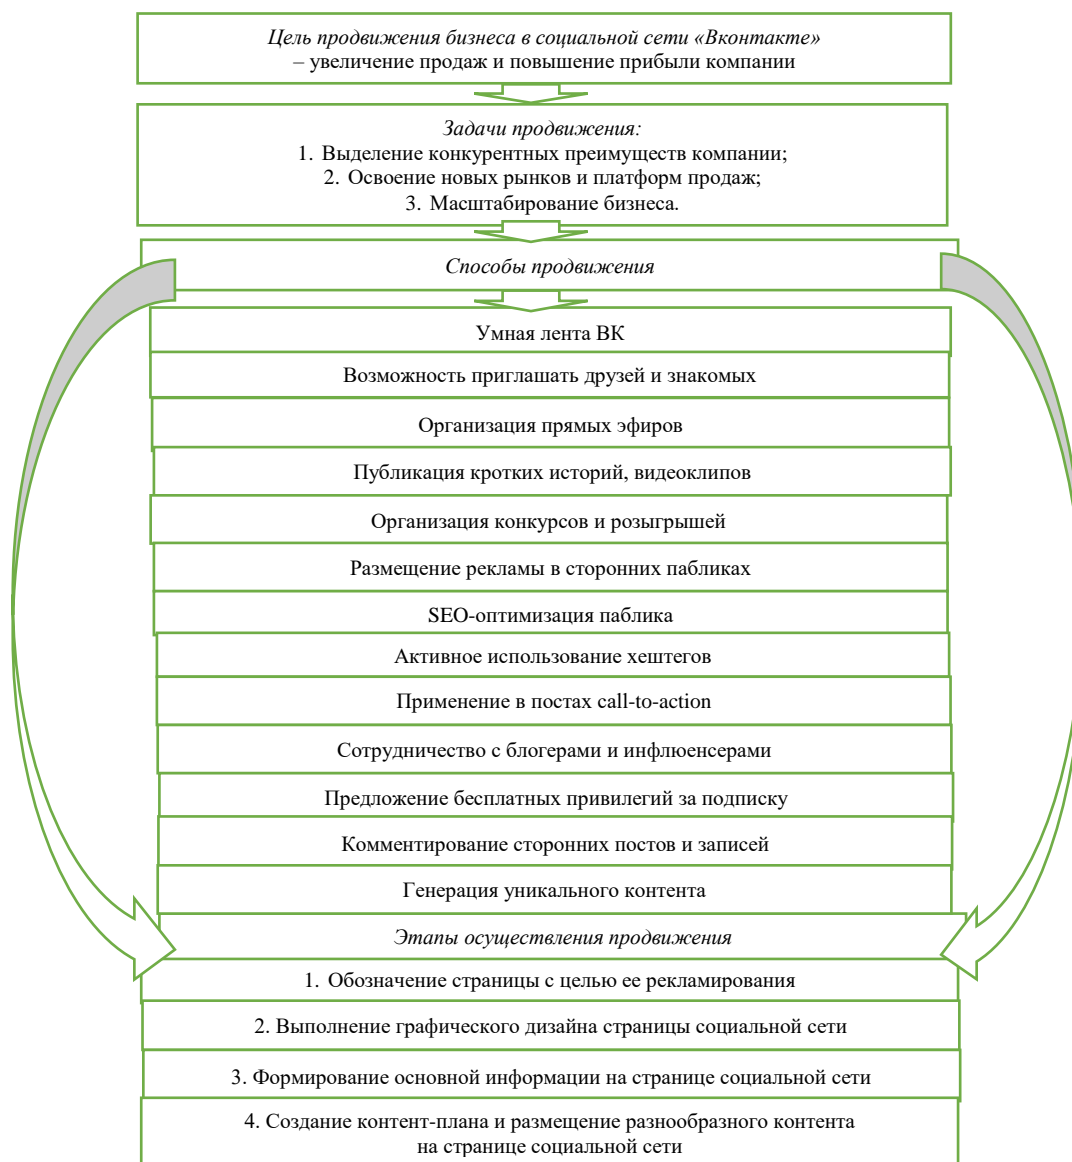 Цель продвижения бизнеса в социальной сети «Вконтакте»
– увеличение продаж и повышение прибыли компании
Задачи продвижения:
1. Выделение конкурентных преимуществ компании;
2. Освоение новых рынков и платформ продаж;
3. Масштабирование бизнеса.
Способы продвижения
Умная лента ВК
Возможность приглашать друзей и знакомых
Организация прямых эфиров
Публикация кротких историй, видеоклипов
Организация конкурсов и розыгрышей
Размещение рекламы в сторонних пабликах
SEO-оптимизация паблика
Активное использование хештегов
Применение в постах call-to-action
Сотрудничество с блогерами и инфлюенсерами
Предложение бесплатных привилегий за подписку
Комментирование сторонних постов и записей
Генерация уникального контента
Этапы осуществления продвижения
1. Обозначение страницы с целью ее рекламирования
2. Выполнение графического дизайна страницы социальной сети
3. Формирование основной информации на странице социальной сети
4. Создание контент-плана и размещение разнообразного контента
на странице социальной сети